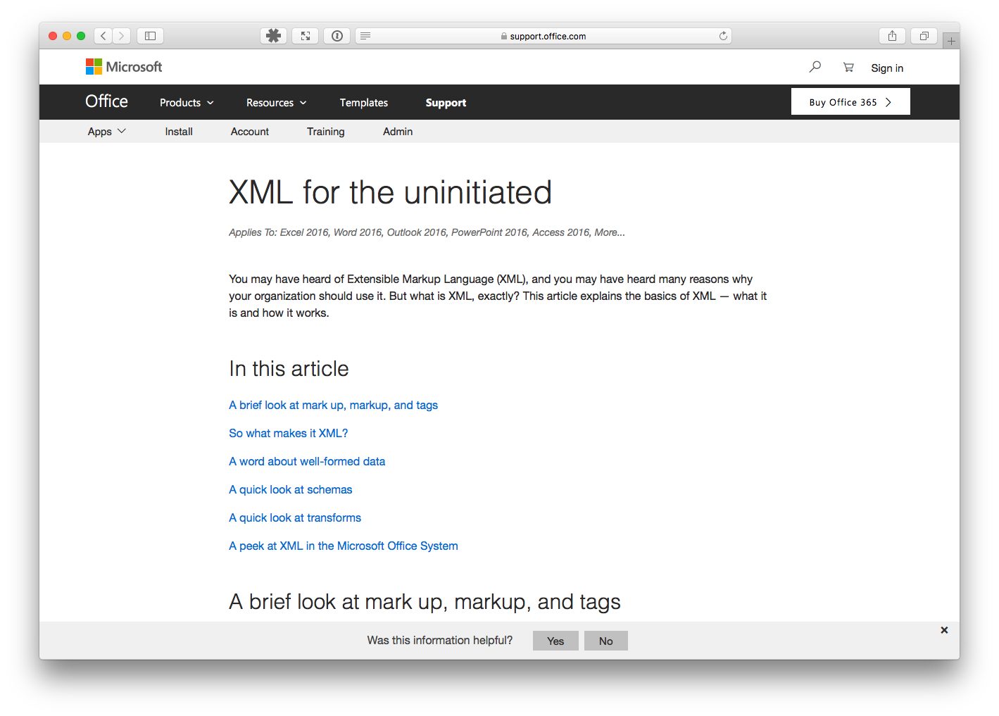 support.office.com
Microsoft
Sign in
Office Products Resources Templates Support Buy Office 365
Apps Install Account Training Admin
XML for the uninitiated
Applies To: Excel 2016, Word 2016, Outlook 2016, PowerPoint 2016, Access 2016, More...
You may have heard of Extensible Markup Language (XML), and you may have heard many reasons why
your organization should use it. But what is XML, exactly? This article explains the basics of XML — what it
is and how it works.
In this article
A brief look at mark up, markup, and tags
So what makes it XML?
A word about well-formed data
A quick look at schemas
A quick look at transforms
A peek at XML in the Microsoft Office System
A brief look at mark up, markup, and tags
Was this information helpful? Yes No